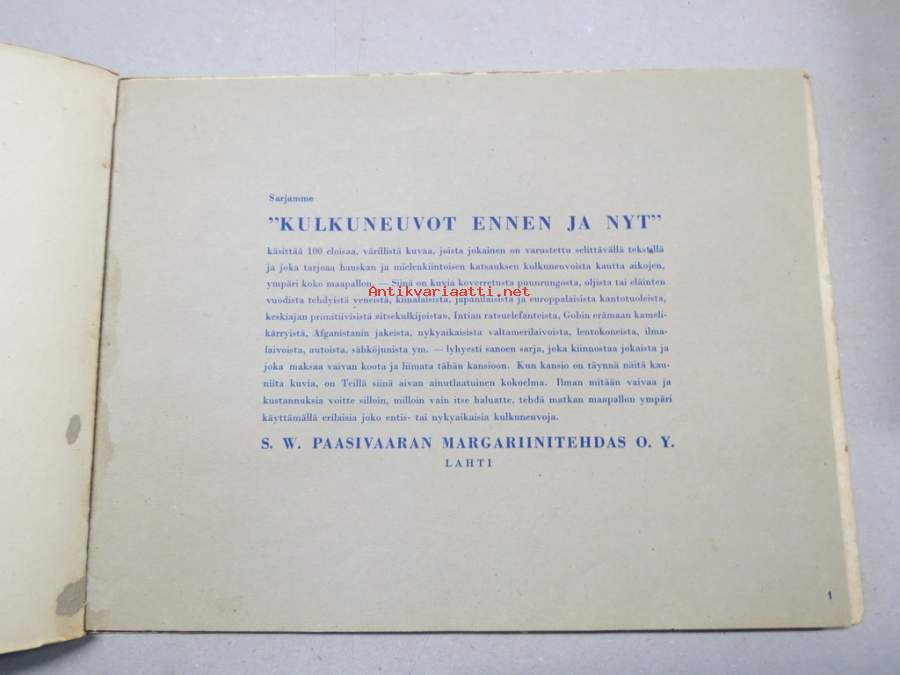 Sarjamme
”KULKUNEUVOT ENNEN JA NYT”
käsittää 100 eloisaa, värillistä kuvaa, joista jokainen on varustettu selittävällä tekstillä
ja joka tarjoaa hauskan ja mielenkiintoisen katsauksen kulkuneuvoista kautta aikojen,
ympäri koko maapallon. — Siinä on kuvia koverretusta puunrungosta, oljista tai eläinten
Antikvariaatti.net
vuodista tehdyistä veneistä, kiinalaisista, japanilaisista ja eurooppalaisista kantotuoleista,
keskiajan primitiivisistä »itsekulkijoista», Intian ratsuelefanteista, Gobin erämaan kameli-
kärryistä, Afganistanin jakeista, nykyaikaisista valtamerilaivoista, lentokoneista, ilma-
laivoista, autoista, sähköjunista ym. — lyhyesti sanoen sarja, joka kiinnostaa jokaista ja
joka maksaa vaivan koota ja liimata tähän kansioon. Kun kansio on täynnä näitä kau-
niita kuvia, on Teillä siinä aivan ainutlaatuinen kokoelma. Ilman mitään vaivaa ja
kustannuksia voitte silloin, milloin vain itse haluatte, tehdä matkan maapallon ympäri
käyttämällä erilaisia joko entis- tai nykyaikaisia kulkuneuvoja.
S. W. PAASIVAARAN MARGARIINITEHDAS O. Y.
LAHTI
1